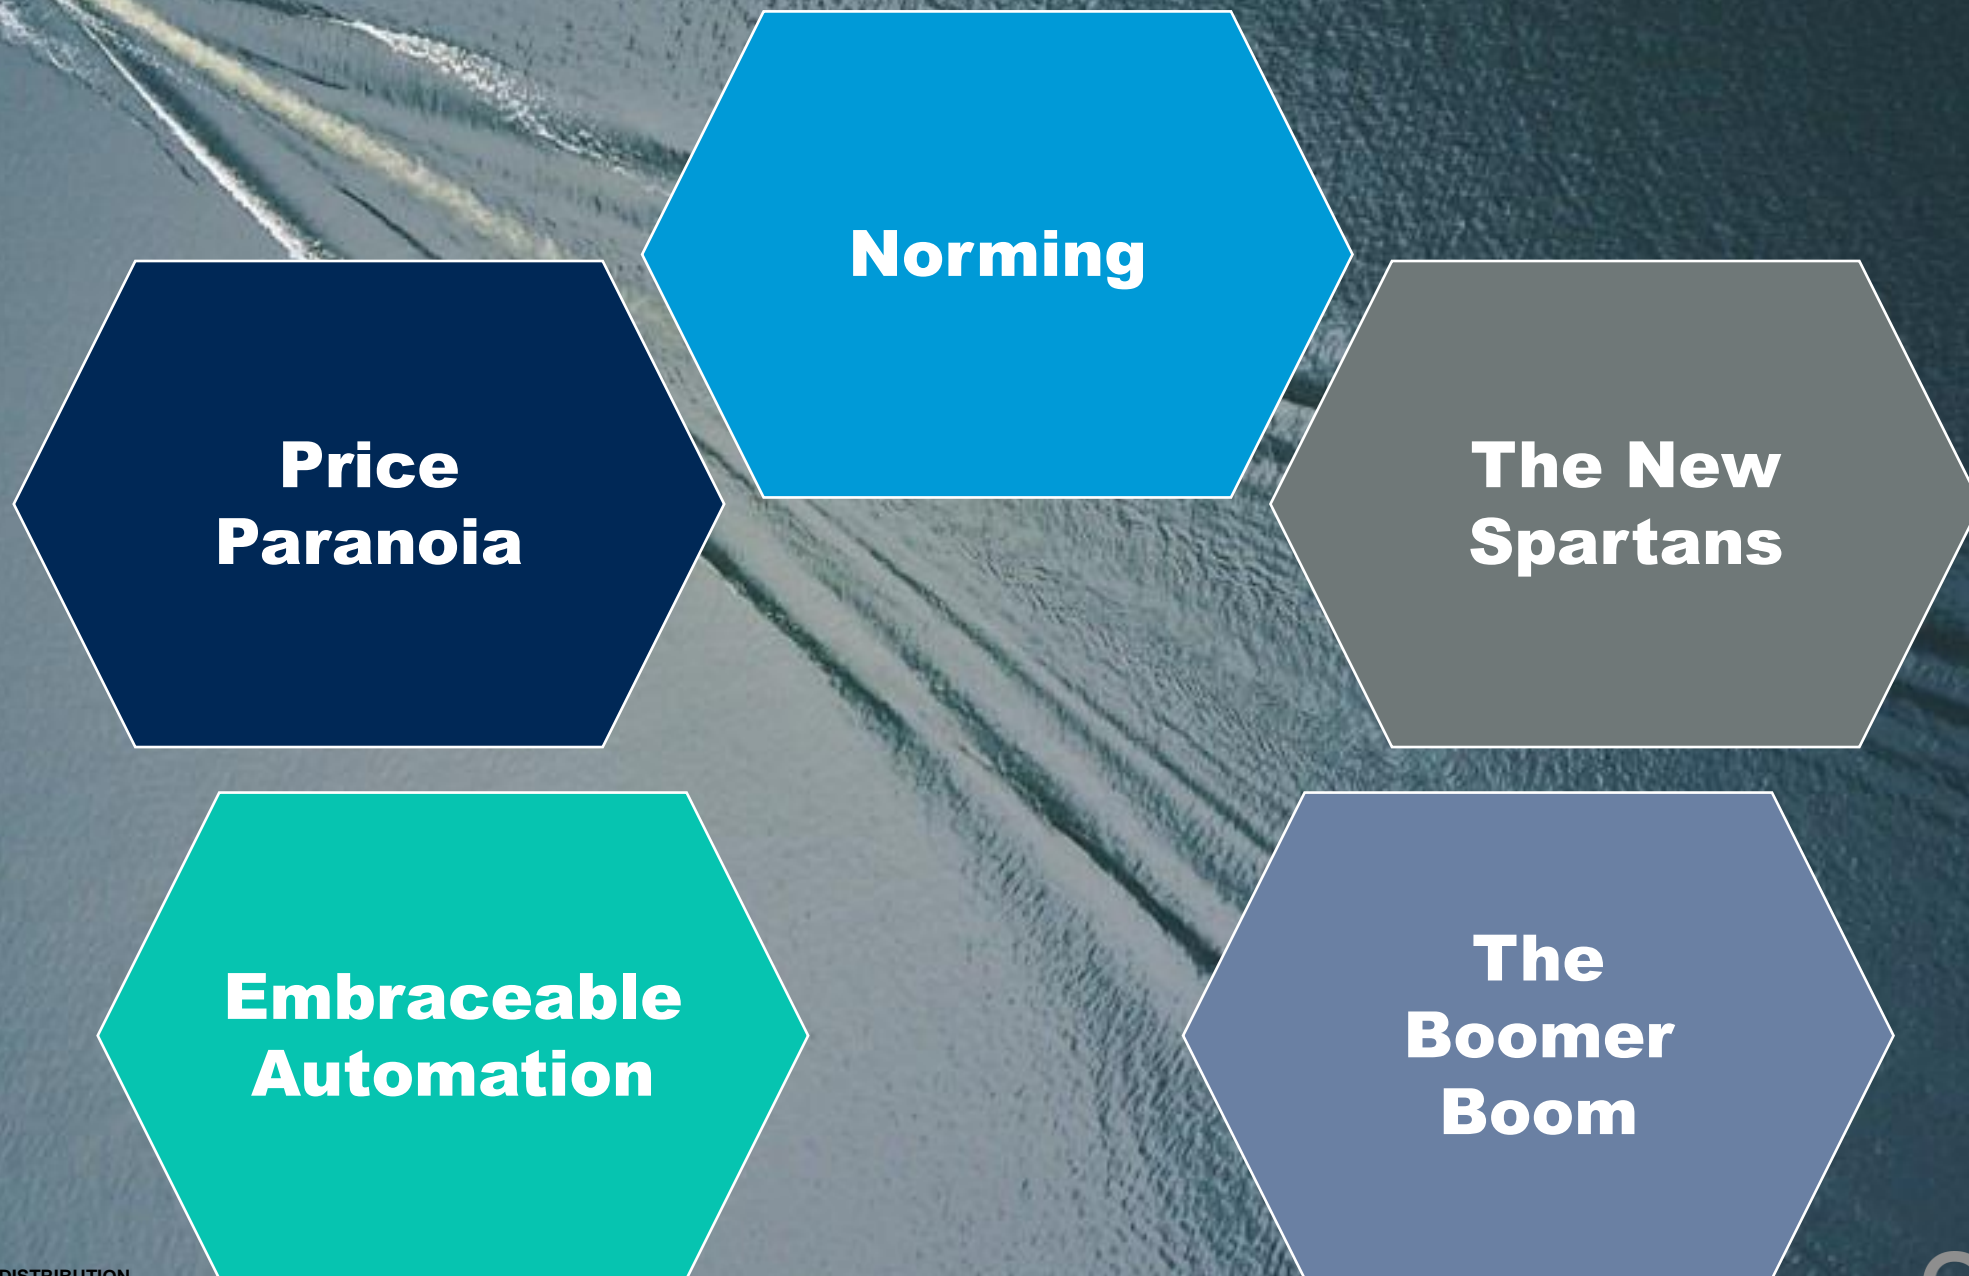 Norming
Price
Paranoia
The New
Spartans
Embraceable
Automation
The
Boomer
Boom
DISTRIBUTION